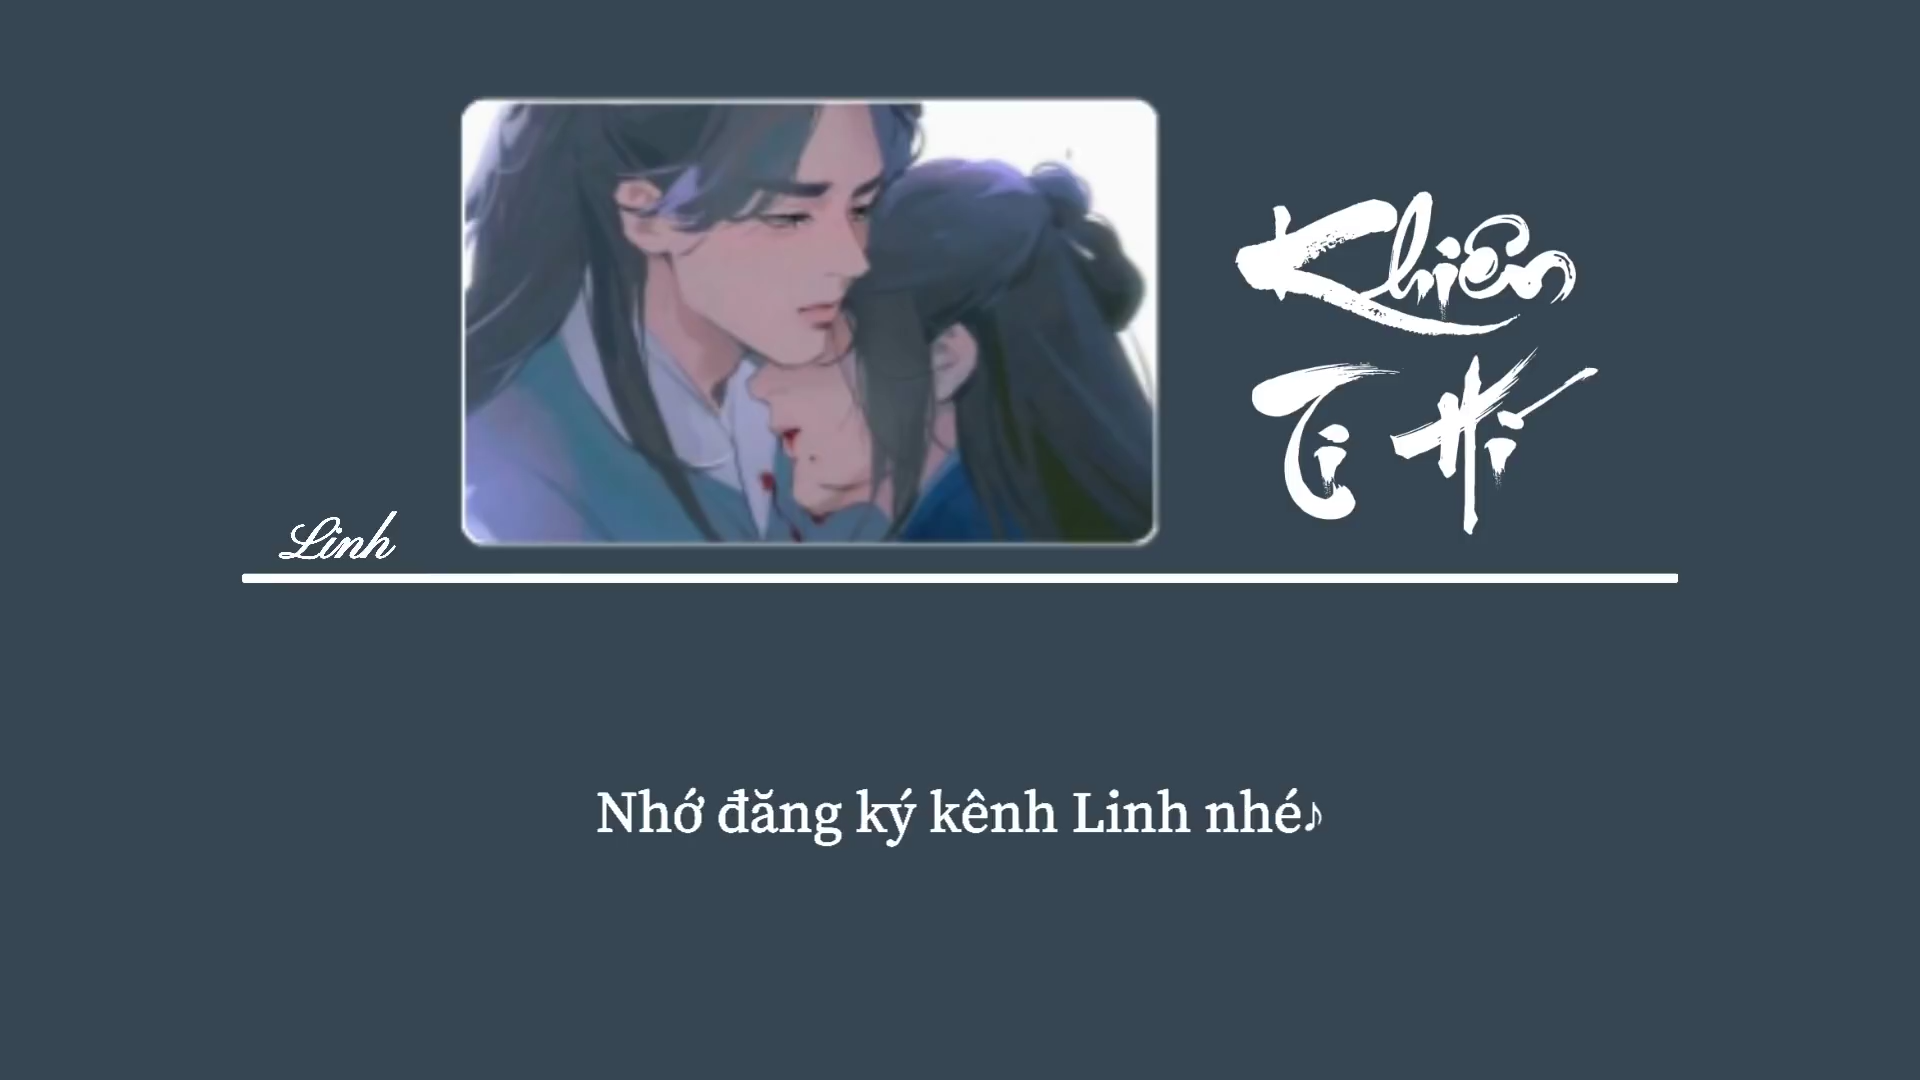 Khiên
Ti Hí
Linh
Nhớ đăng ký kênh Linh nhé♪